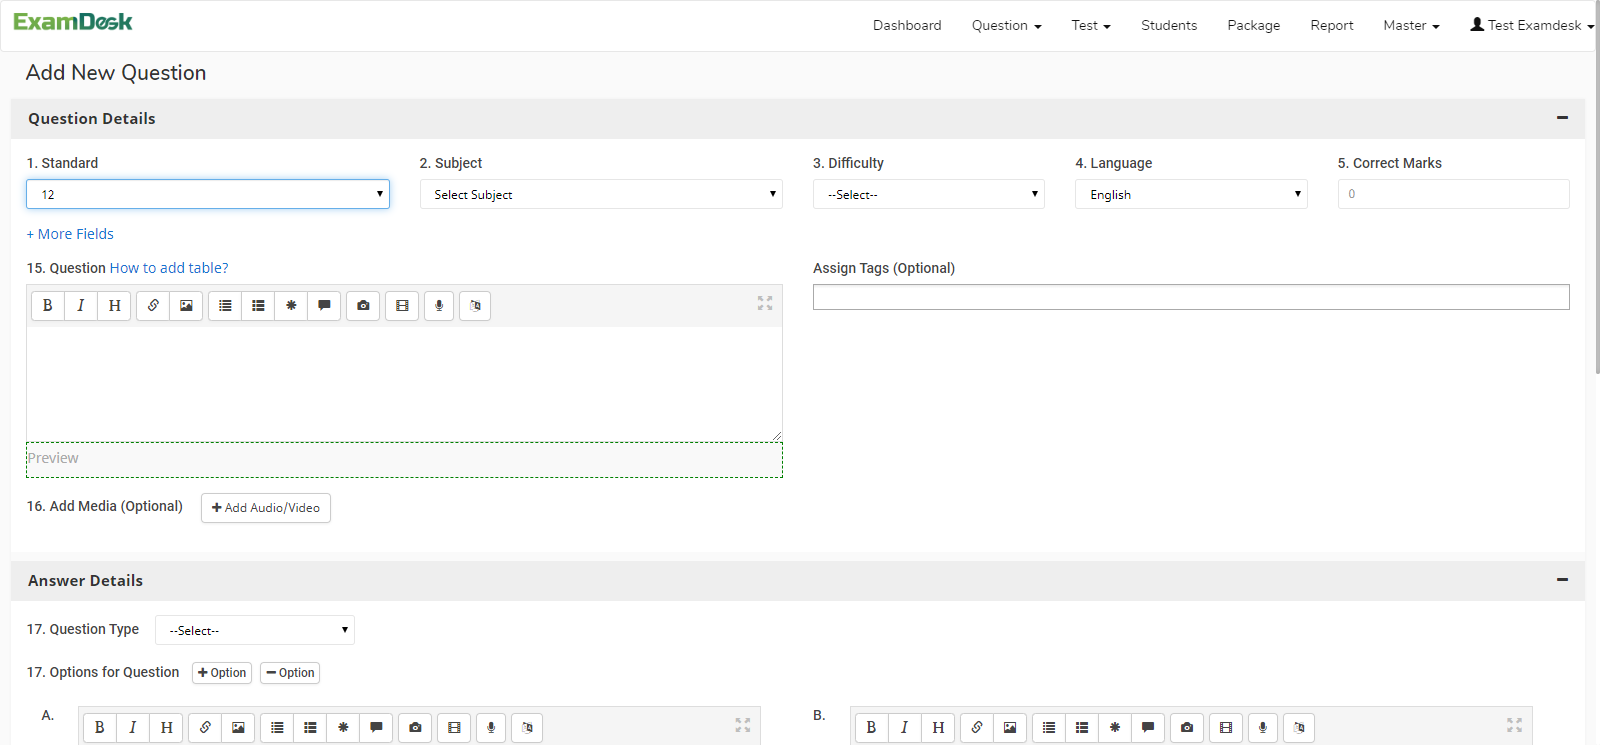 ExamDesk
Dashboard Question Test Students Package Report Master Test Examdesk
Add New Question
Question Details
1. Standard 2. Subject 3. Difficulty 4. Language 5. Correct Marks
12 Select Subject --Select-- English 0
+ More Fields
15. Question How to add table? Assign Tags (Optional)
B I H
Preview
16. Add Media (Optional) + Add Audio/Video
Answer Details
17. Question Type --Select--
17. Options for Question + Option − Option
A. B I H B. B I H